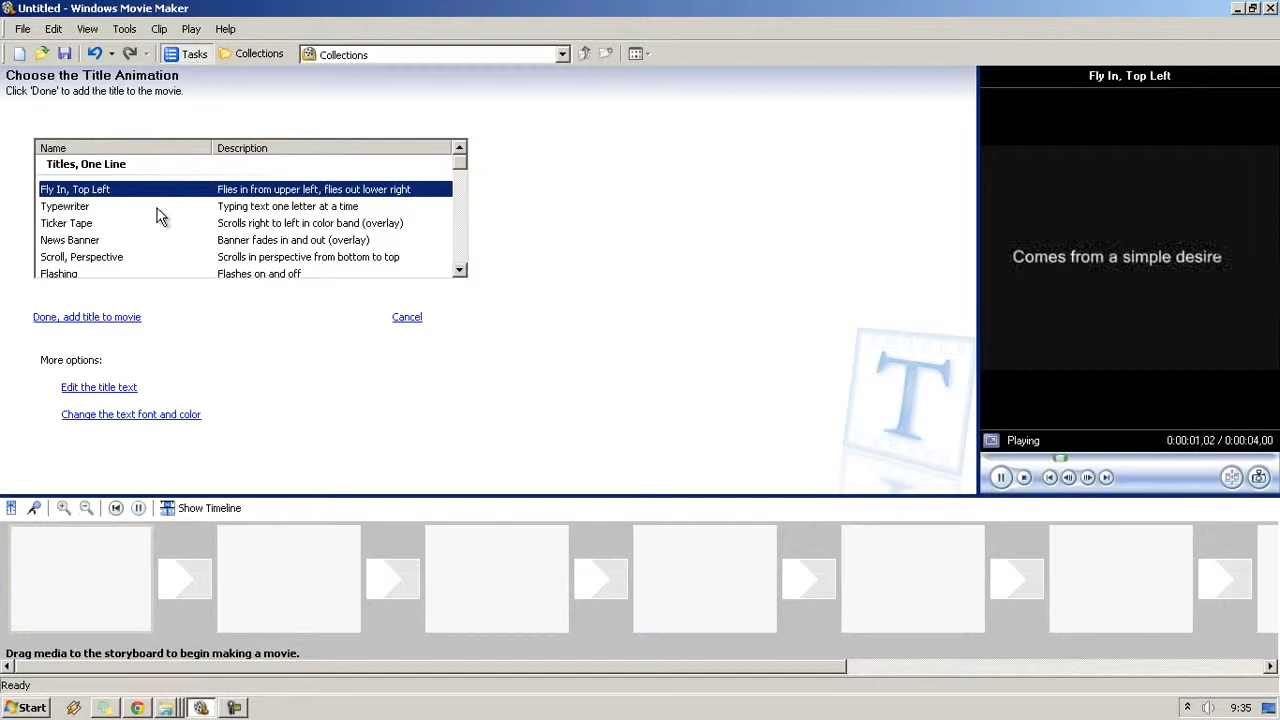 Untitled - Windows Movie Maker
File Edit View Tools Clip Play Help
Tasks Collections Collections
Choose the Title Animation
Click 'Done' to add the title to the movie.
Fly In, Top Left
Name Description
Titles, One Line
Fly In, Top Left Flies in from upper left, flies out lower right
Typewriter Typing text one letter at a time
Ticker Tape Scrolls right to left in color band (overlay)
News Banner Banner fades in and out (overlay)
Scroll, Perspective Scrolls in perspective from bottom to top
Flashing Flashes on and off
Comes from a simple desire
Done, add title to movie Cancel
More options:
Edit the title text
Change the text font and color
T
Playing 0:00:01,02 / 0:00:04,00
Show Timeline
Drag media to the storyboard to begin making a movie.
Ready
Start 9:35